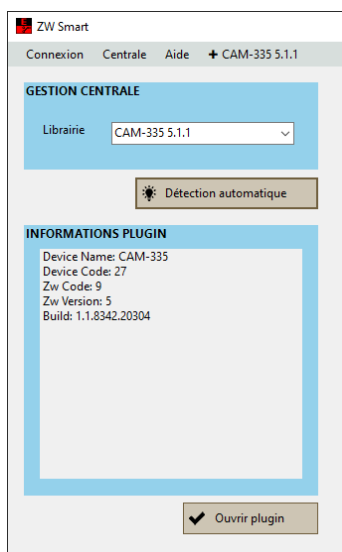 ZW Smart
Connexion Centrale Aide + CAM-335 5.1.1
GESTION CENTRALE
Librairie CAM-335 5.1.1
Détection automatique
INFORMATIONS PLUGIN
Device Name: CAM-335
Device Code: 27
Zw Code: 9
Zw Version: 5
Build: 1.1.8342.20304
Ouvrir plugin